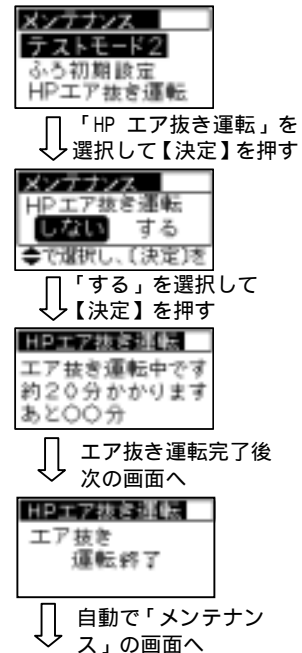 メンテナンス
テストモード2
ふろ初期設定
HPエア抜き運転
「HP エア抜き運転」を
選択して【決定】を押す
メンテナンス
HPエア抜き運転
しない する
◆で選択し、〔決定〕を
「する」を選択して
【決定】を押す
HPエア抜き運転
エア抜き運転中です
約20分かかります
あと〇〇分
エア抜き運転完了後
次の画面へ
HPエア抜き運転
エア抜き
運転終了
自動で「メンテナン
ス」の画面へ